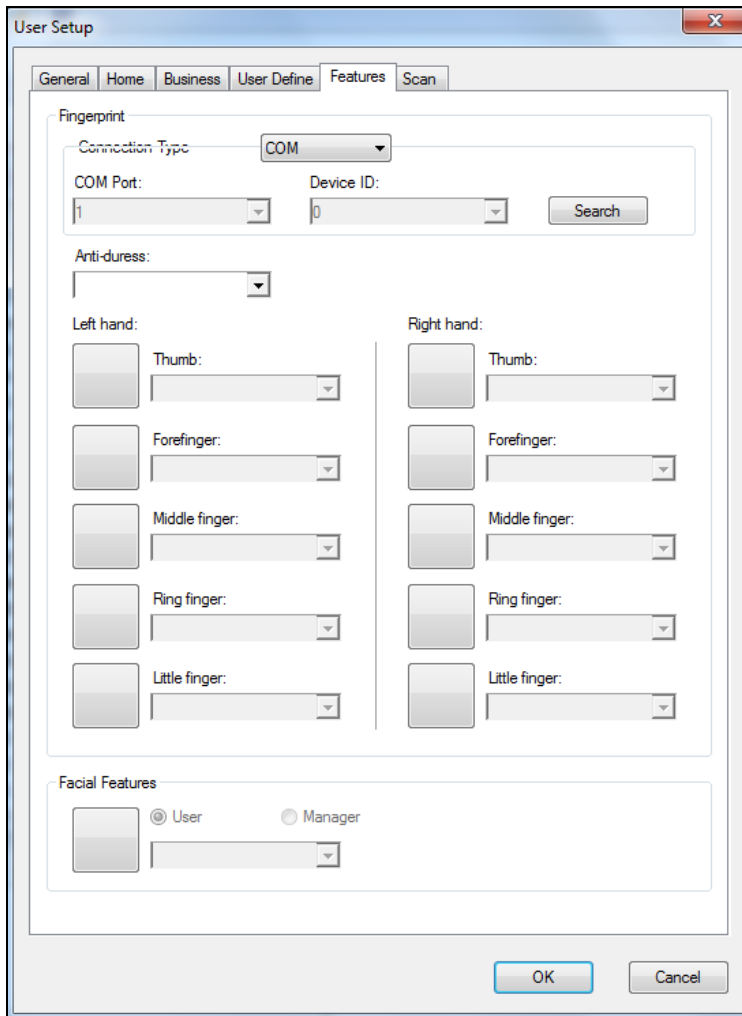 User Setup
General Home Business User Define Features Scan
Fingerprint
Connection Type COM
COM Port: Device ID:
1 0 Search
Anti-duress:
Left hand: Right hand:
Thumb: Thumb:
Forefinger: Forefinger:
Middle finger: Middle finger:
Ring finger: Ring finger:
Little finger: Little finger:
Facial Features
User Manager
OK Cancel